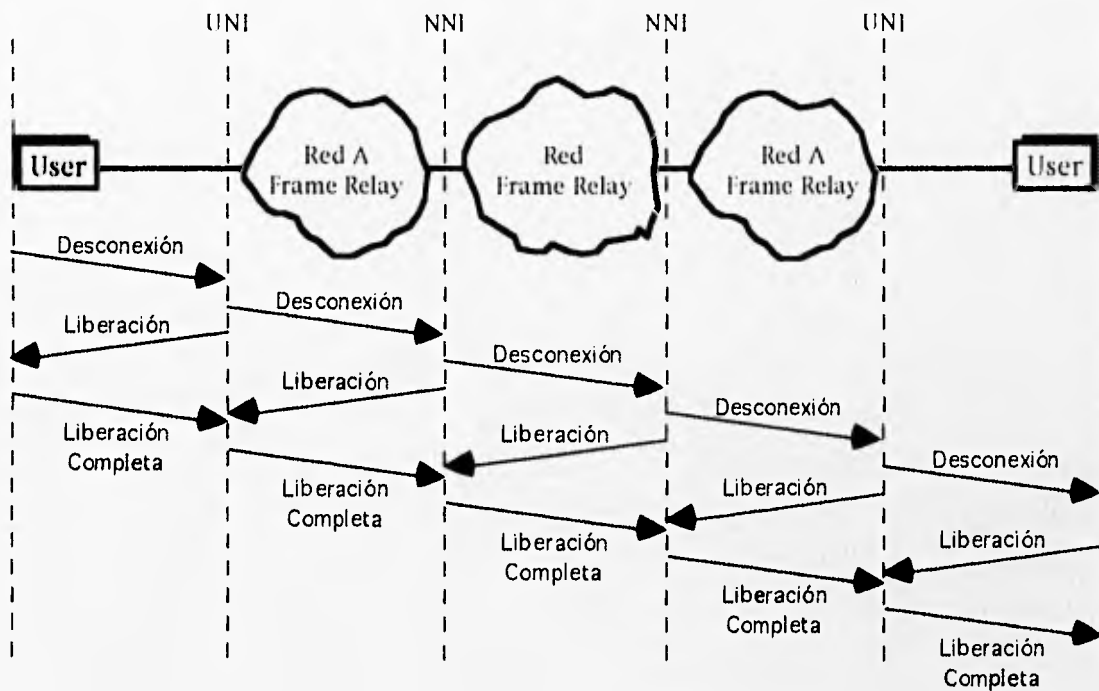 UNI
NNI
NNI
UNI
User
Red A
Frame Relay
Red
Frame Relay
Red A
Frame Relay
User
Desconexión
Desconexión
Liberación
Desconexión
Liberación
Desconexión
Liberación
Completa
Liberación
Desconexión
Liberación
Completa
Liberación
Liberación
Completa
Liberación
Liberación
Completa
Liberación
Completa